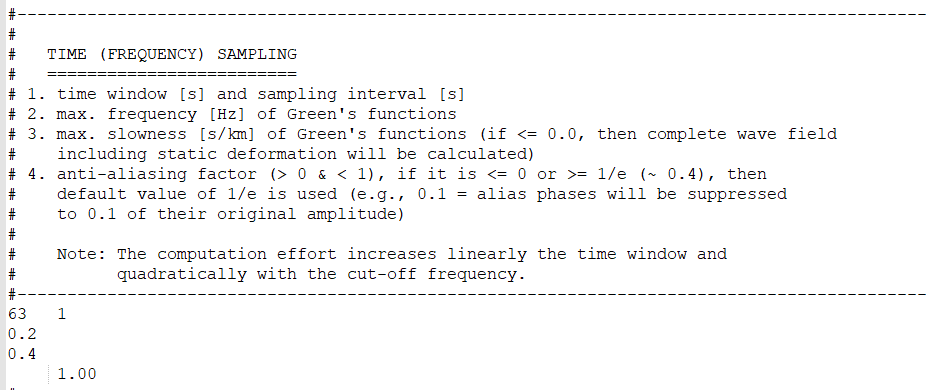 #-------------------------------------------------------------------------------------------
#
#   TIME (FREQUENCY) SAMPLING
#   =========================
# 1. time window [s] and sampling interval [s]
# 2. max. frequency [Hz] of Green's functions
# 3. max. slowness [s/km] of Green's functions (if <= 0.0, then complete wave field
#    including static deformation will be calculated)
# 4. anti-aliasing factor (> 0 & < 1), if it is <= 0 or >= 1/e (~ 0.4), then
#    default value of 1/e is used (e.g., 0.1 = alias phases will be suppressed
#    to 0.1 of their original amplitude)
#
#    Note: The computation effort increases linearly the time window and
#          quadratically with the cut-off frequency.
#-------------------------------------------------------------------------------------------
63   1
0.2
0.4
     1.00